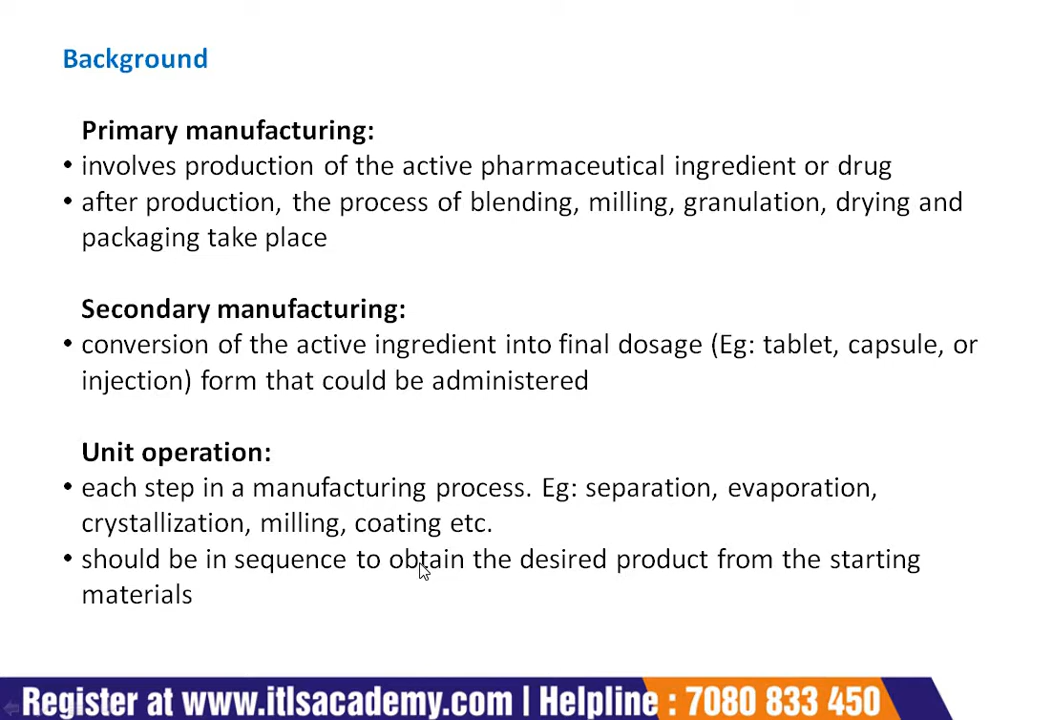 Background
Primary manufacturing:
• involves production of the active pharmaceutical ingredient or drug
• after production, the process of blending, milling, granulation, drying and
packaging take place
Secondary manufacturing:
• conversion of the active ingredient into final dosage (Eg: tablet, capsule, or
injection) form that could be administered
Unit operation:
• each step in a manufacturing process. Eg: separation, evaporation,
crystallization, milling, coating etc.
• should be in sequence to obtain the desired product from the starting
materials
Register at www.itlsacademy.com | Helpline : 7080 833 450